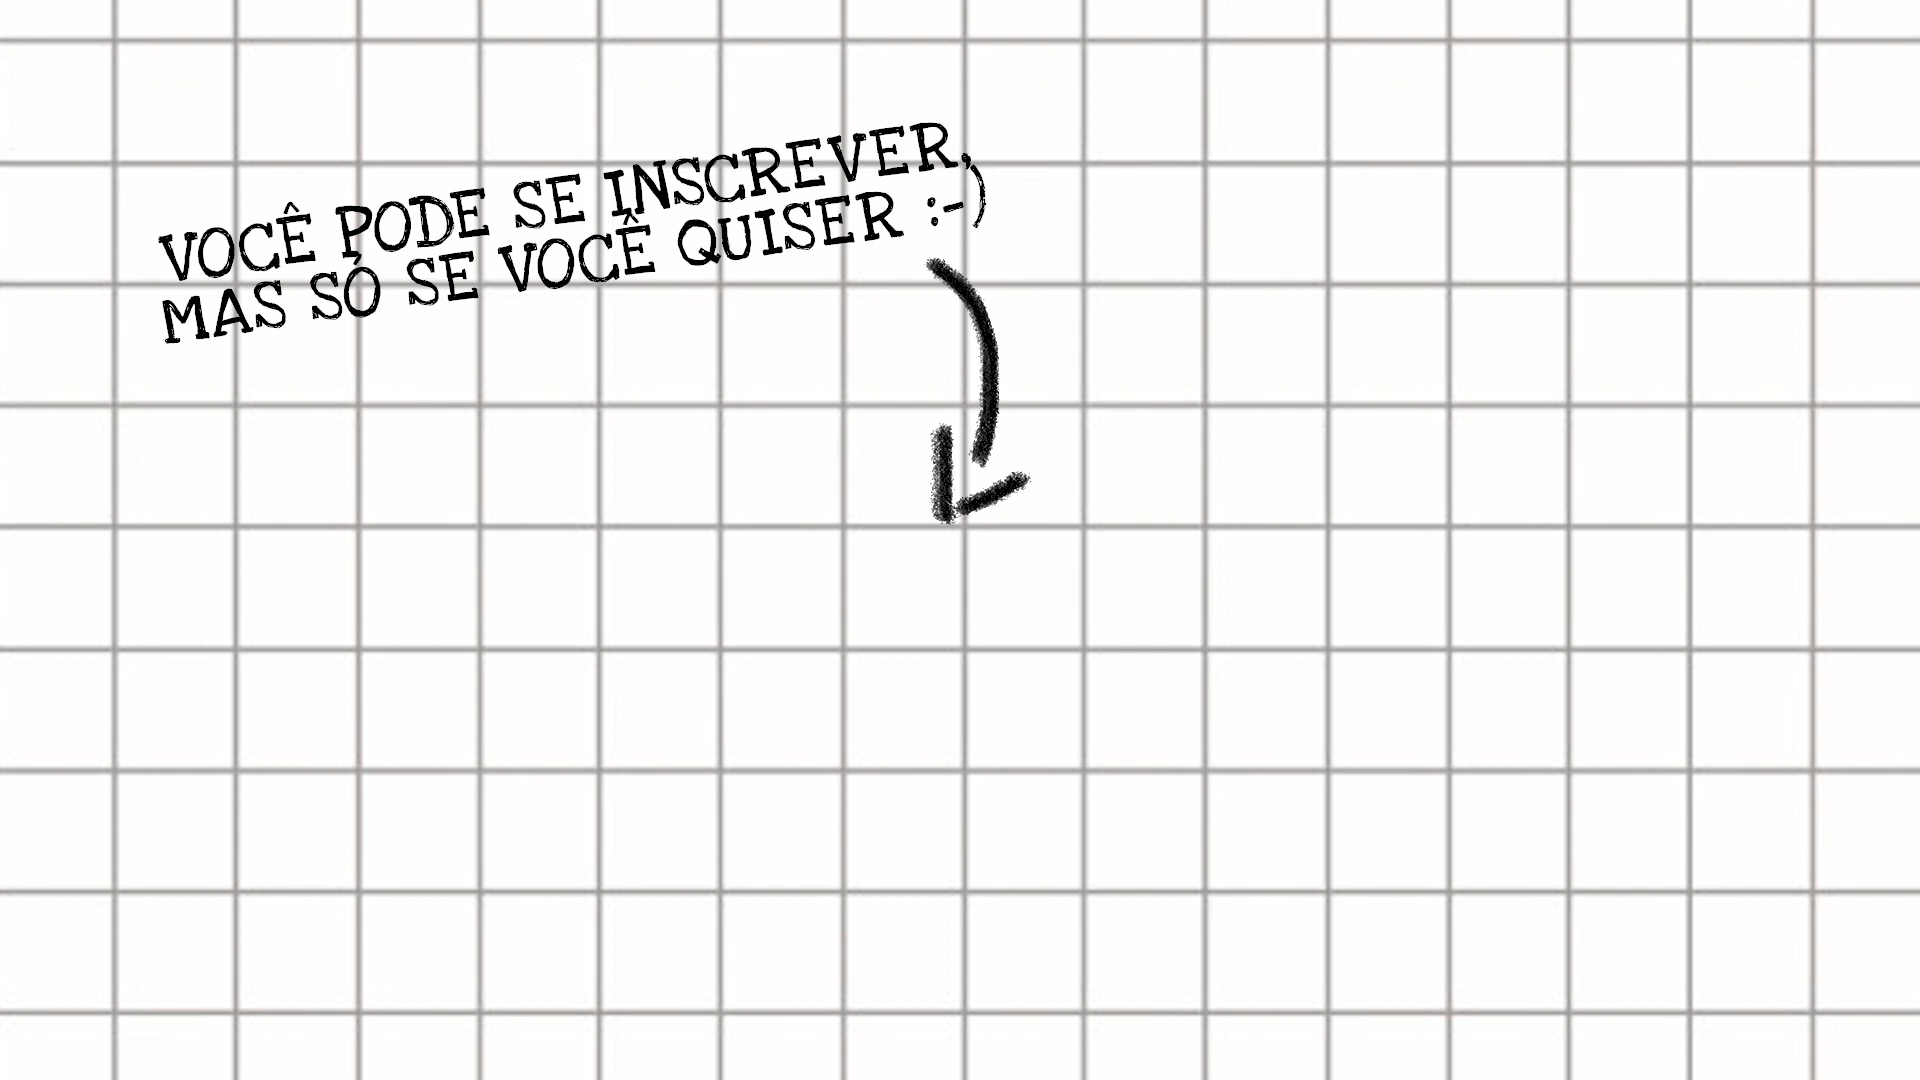 VOCÊ PODE SE INSCREVER,
MAS SÓ SE VOCÊ QUISER :-)